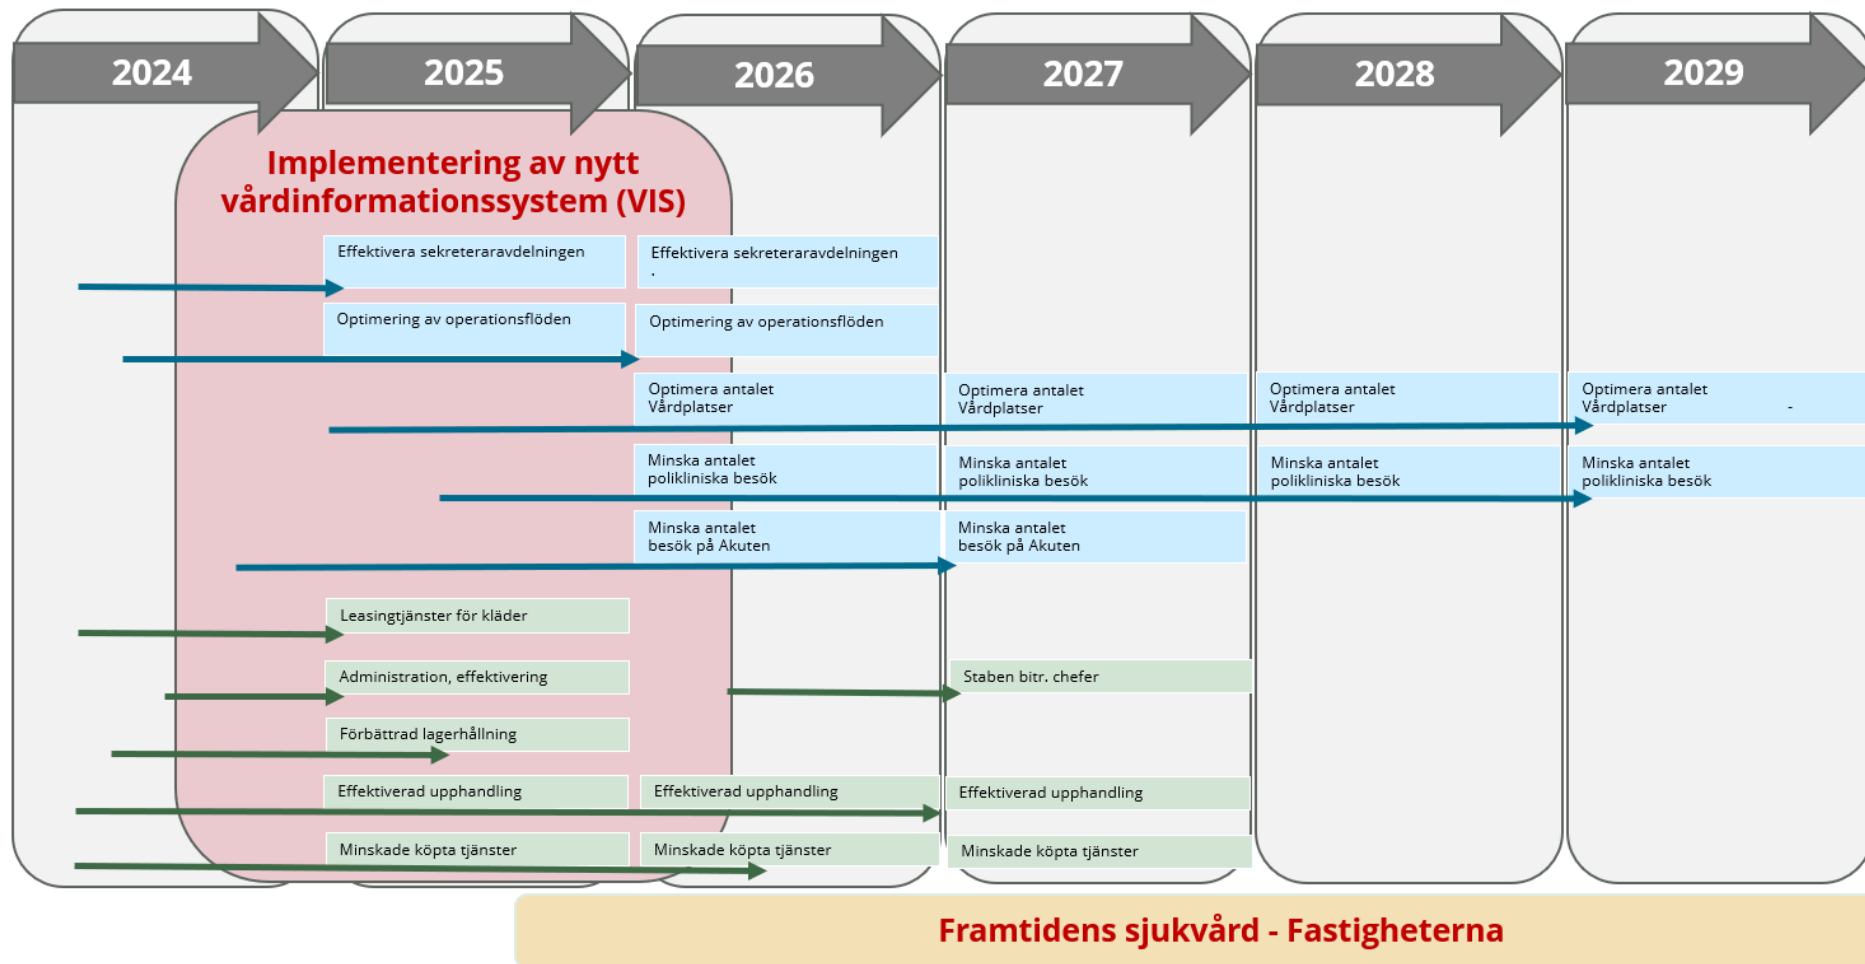 2024
2025
2026
2027
2028
2029
Implementering av nytt
vårdinformationssystem (VIS)
Effektivera sekreteraravdelningen
Effektivera sekreteraravdelningen
.
Optimering av operationsflöden
Optimering av operationsflöden
Optimera antalet
Vårdplatser
Optimera antalet
Vårdplatser
Optimera antalet
Vårdplatser
Optimera antalet
Vårdplatser -
Minska antalet
polikliniska besök
Minska antalet
polikliniska besök
Minska antalet
polikliniska besök
Minska antalet
polikliniska besök
Minska antalet
besök på Akuten
Minska antalet
besök på Akuten
Leasingtjänster för kläder
Administration, effektivering
Staben bitr. chefer
Förbättrad lagerhållning
Effektiverad upphandling
Effektiverad upphandling
Effektiverad upphandling
Minskade köpta tjänster
Minskade köpta tjänster
Minskade köpta tjänster
Framtidens sjukvård - Fastigheterna